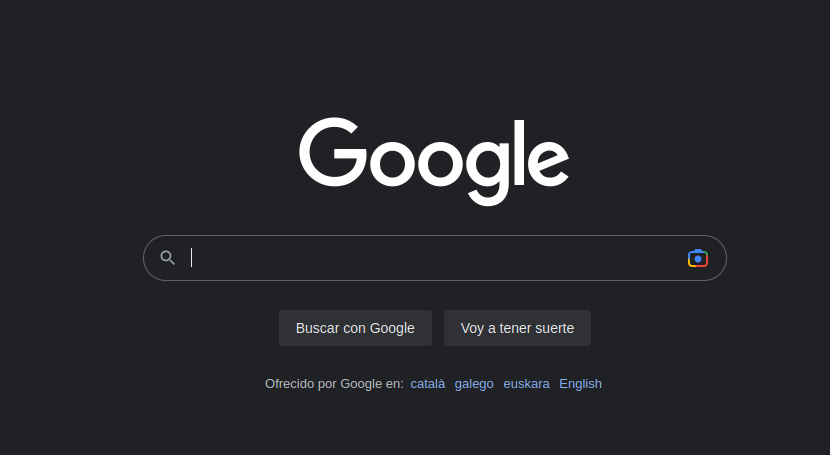 Google
Buscar con Google Voy a tener suerte
Ofrecido por Google en: català galego euskara English